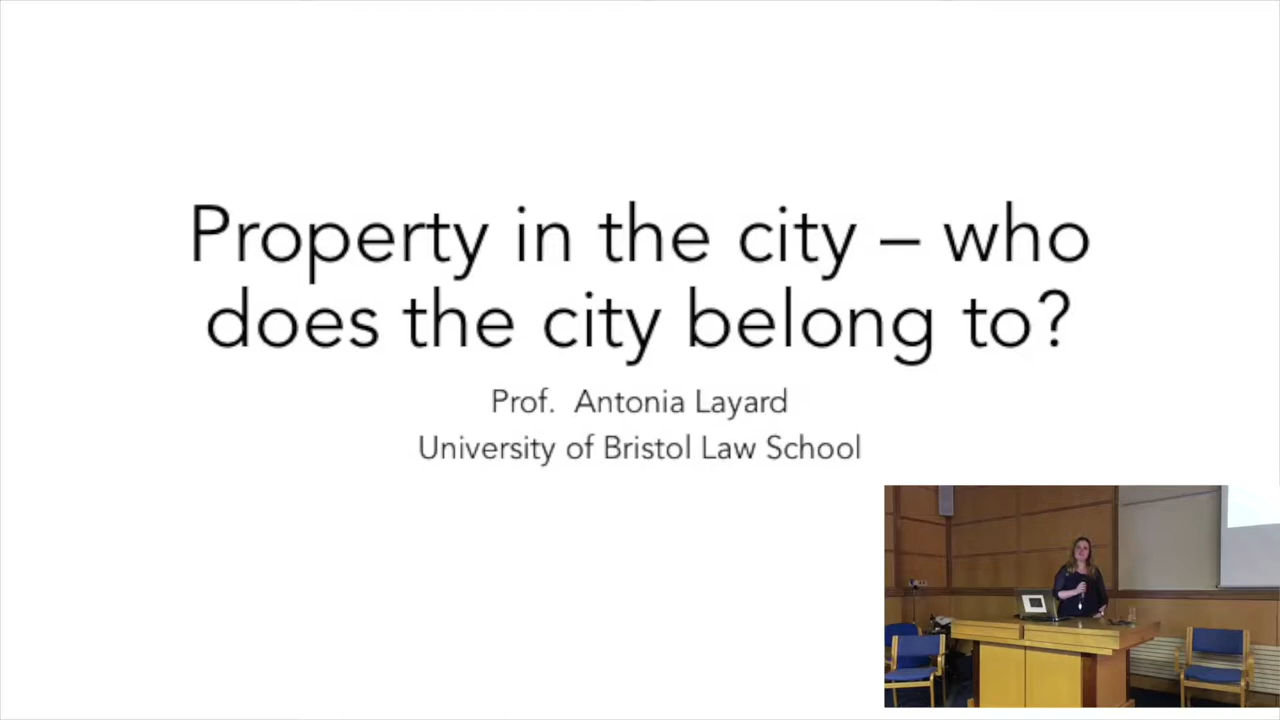 Property in the city – who
does the city belong to?
Prof. Antonia Layard
University of Bristol Law School